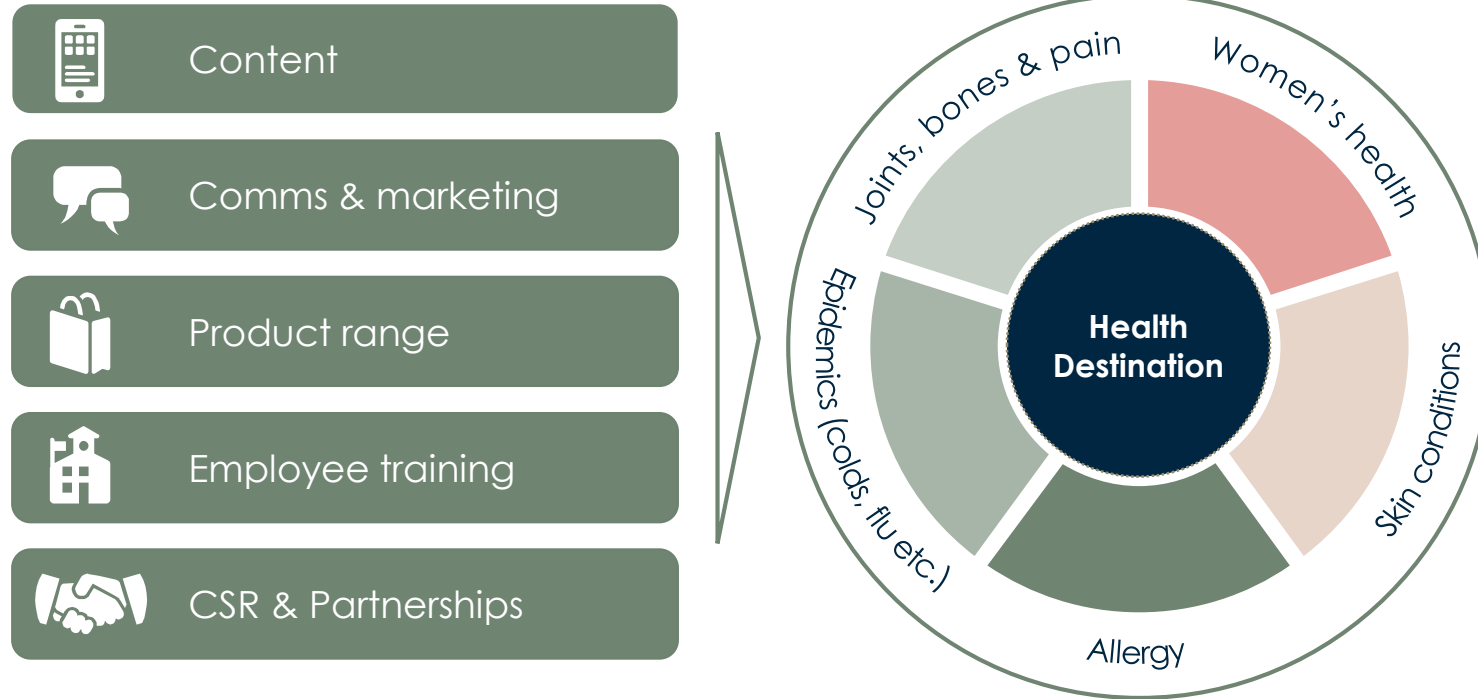 Content
Comms & marketing
Product range
Employee training
CSR & Partnerships
Joints, bones & pain
Women's health
Epidemics (colds, flu etc.)
Health
Destination
Skin conditions
Allergy